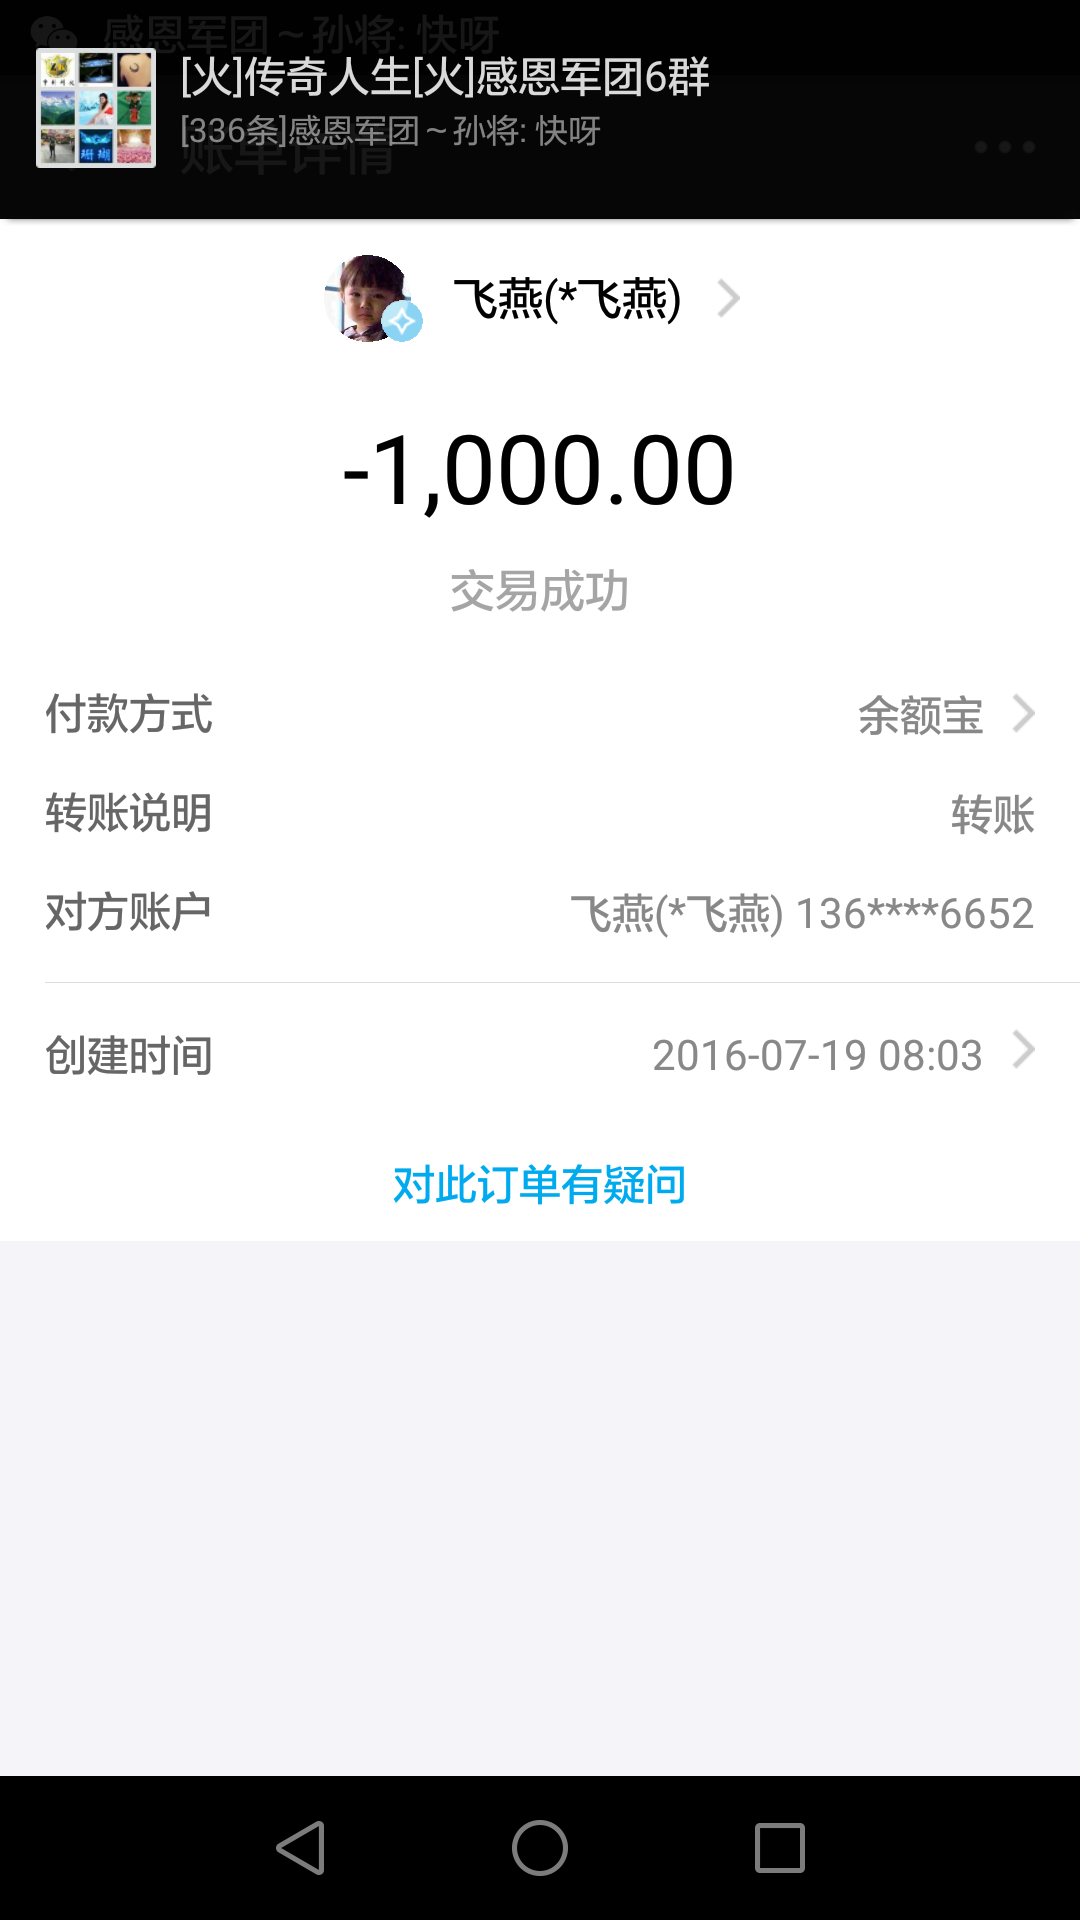 感恩军团～孙将: 快呀
[火]传奇人生[火]感恩军团6群
[336条]感恩军团～孙将: 快呀
账单详情
珊瑚
飞燕(*飞燕)
-1,000.00
交易成功
付款方式 余额宝
转账说明 转账
对方账户 飞燕(*飞燕) 136****6652
创建时间 2016-07-19 08:03
对此订单有疑问